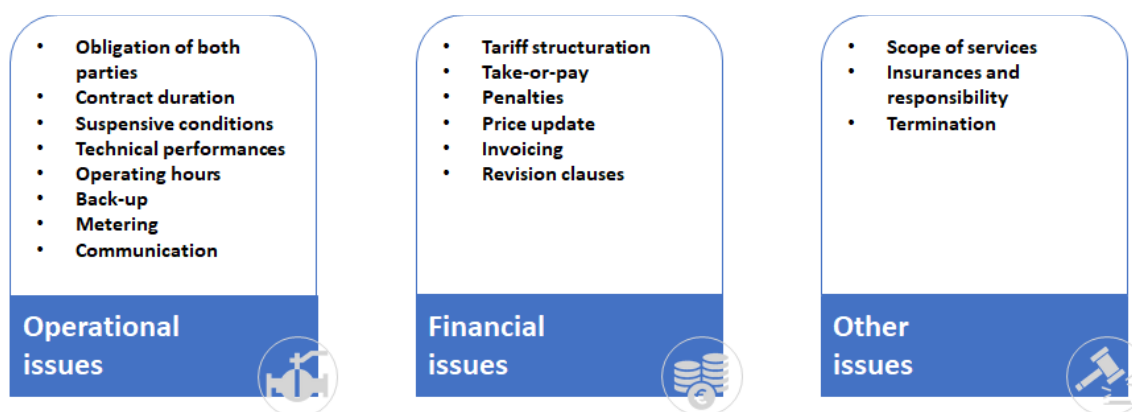 • Obligation of both
parties
• Contract duration
• Suspensive conditions
• Technical performances
• Operating hours
• Back-up
• Metering
• Communication
Operational
issues
• Tariff structuration
• Take-or-pay
• Penalties
• Price update
• Invoicing
• Revision clauses
Financial
issues
€
• Scope of services
• Insurances and
responsibility
• Termination
Other
issues